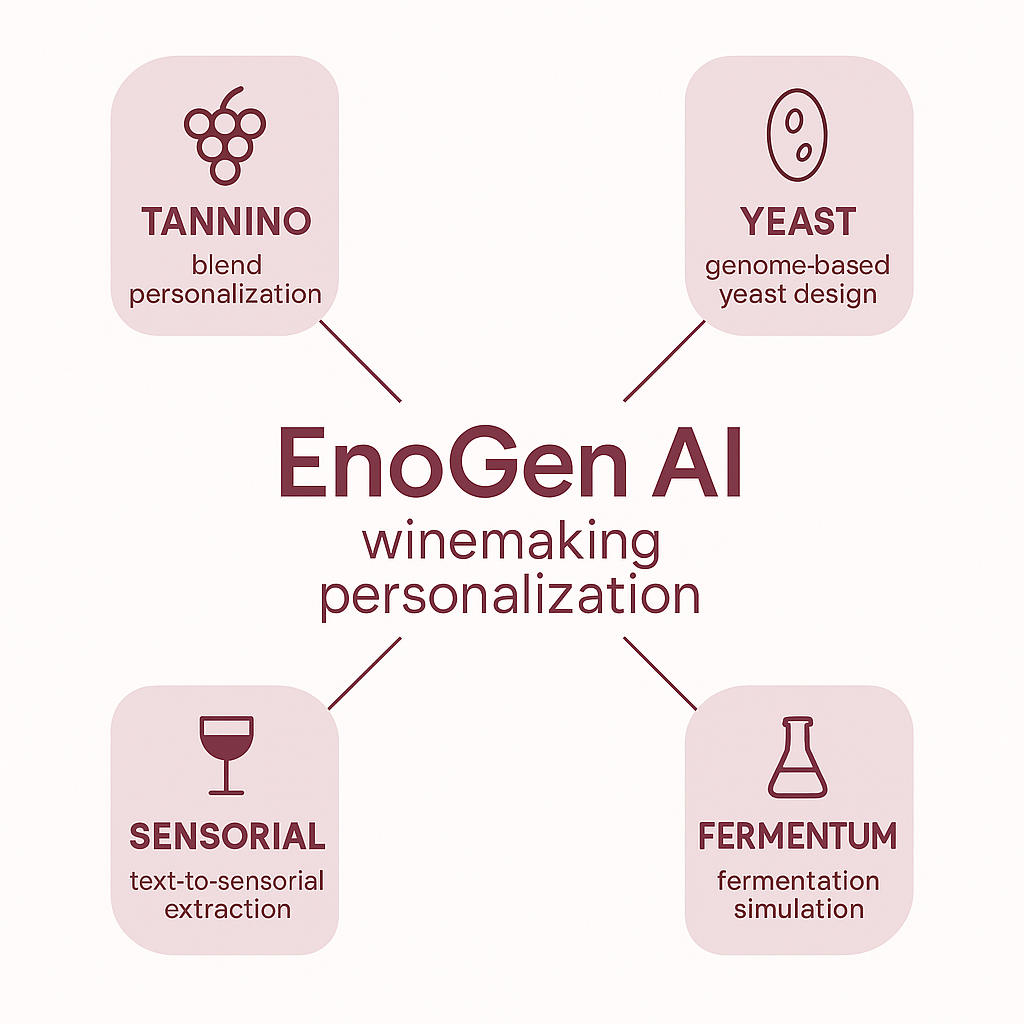 TANNINO
blend
personalization
YEAST
genome-based
yeast design
EnoGen AI
winemaking
personalization
SENSORIAL
text-to-sensorial
extraction
FERMENTUM
fermentation
simulation